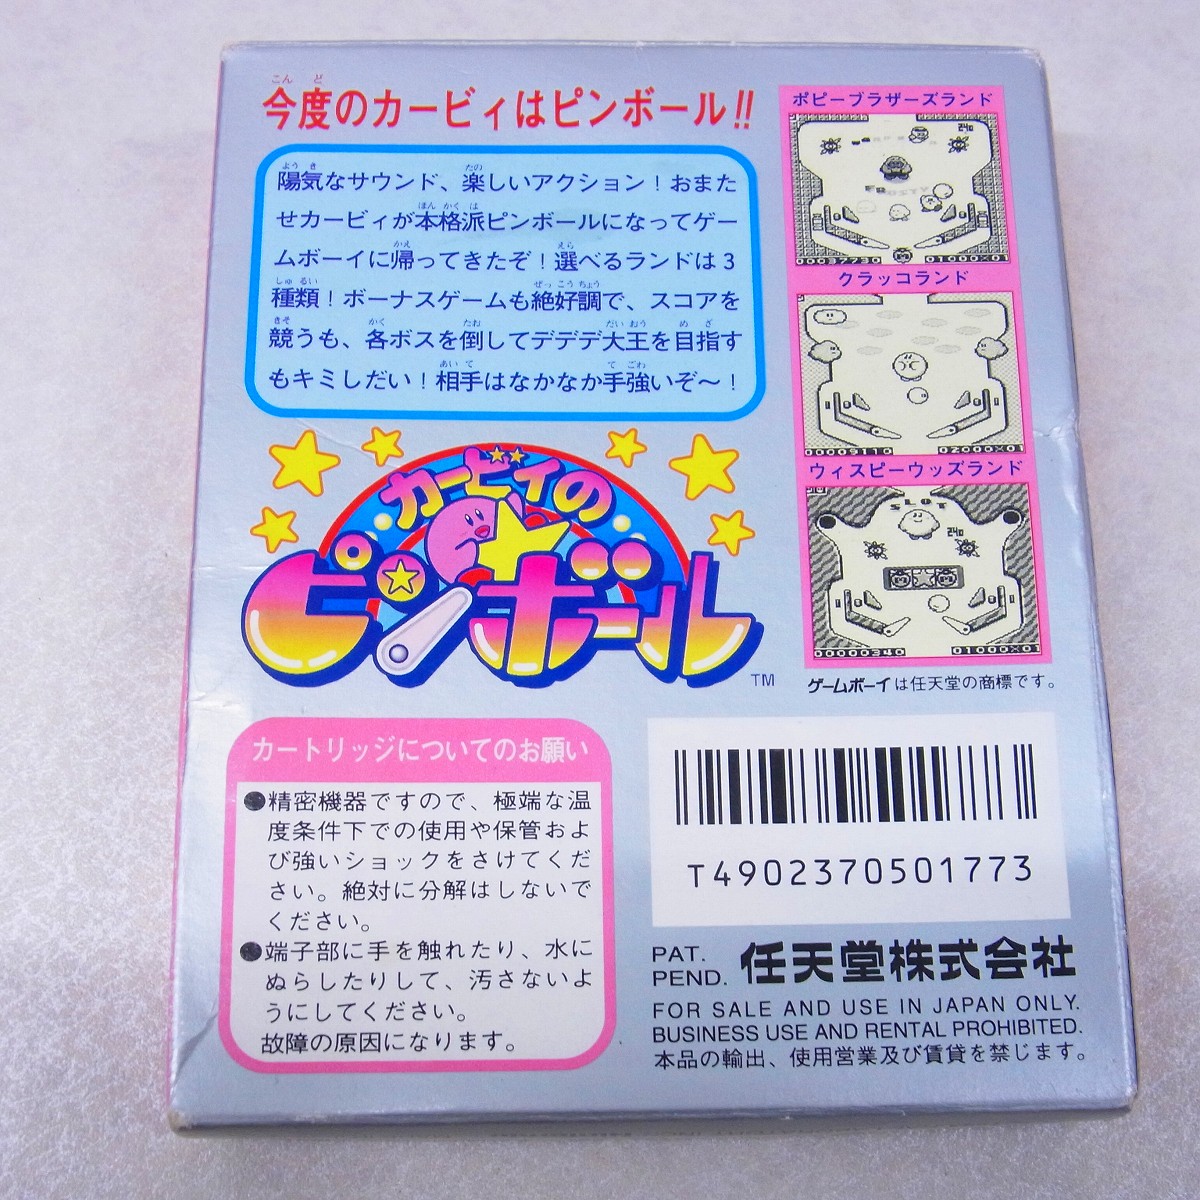 今度のカービィはピンボール!!
陽気なサウンド、楽しいアクション！おまた
せカービィが本格派ピンボールになってゲー
ムボーイに帰ってきたぞ！選べるランドは3
種類！ボーナスゲームも絶好調で、スコアを
競うも、各ボスを倒してデデデ大王を目指す
もキミしだい！相手はなかなか手強いぞ〜！
カービィの
ピンボール
TM
ポピーブラザーズランド
240
00037730 01000×01
クラッコランド
00009110 02000×01
ウィスピーウッズランド
SLOT
240
00000340 01000×01
ゲームボーイは任天堂の商標です。
カートリッジについてのお願い
●精密機器ですので、極端な温
度条件下での使用や保管およ
び強いショックをさけてくだ
さい。絶対に分解はしないで
ください。
●端子部に手を触れたり、水に
ぬらしたりして、汚さないよ
うにしてください。
故障の原因になります。
T4902370501773
PAT.
PEND. 任天堂株式会社
FOR SALE AND USE IN JAPAN ONLY.
BUSINESS USE AND RENTAL PROHIBITED.
本品の輸出、使用営業及び賃貸を禁じます。